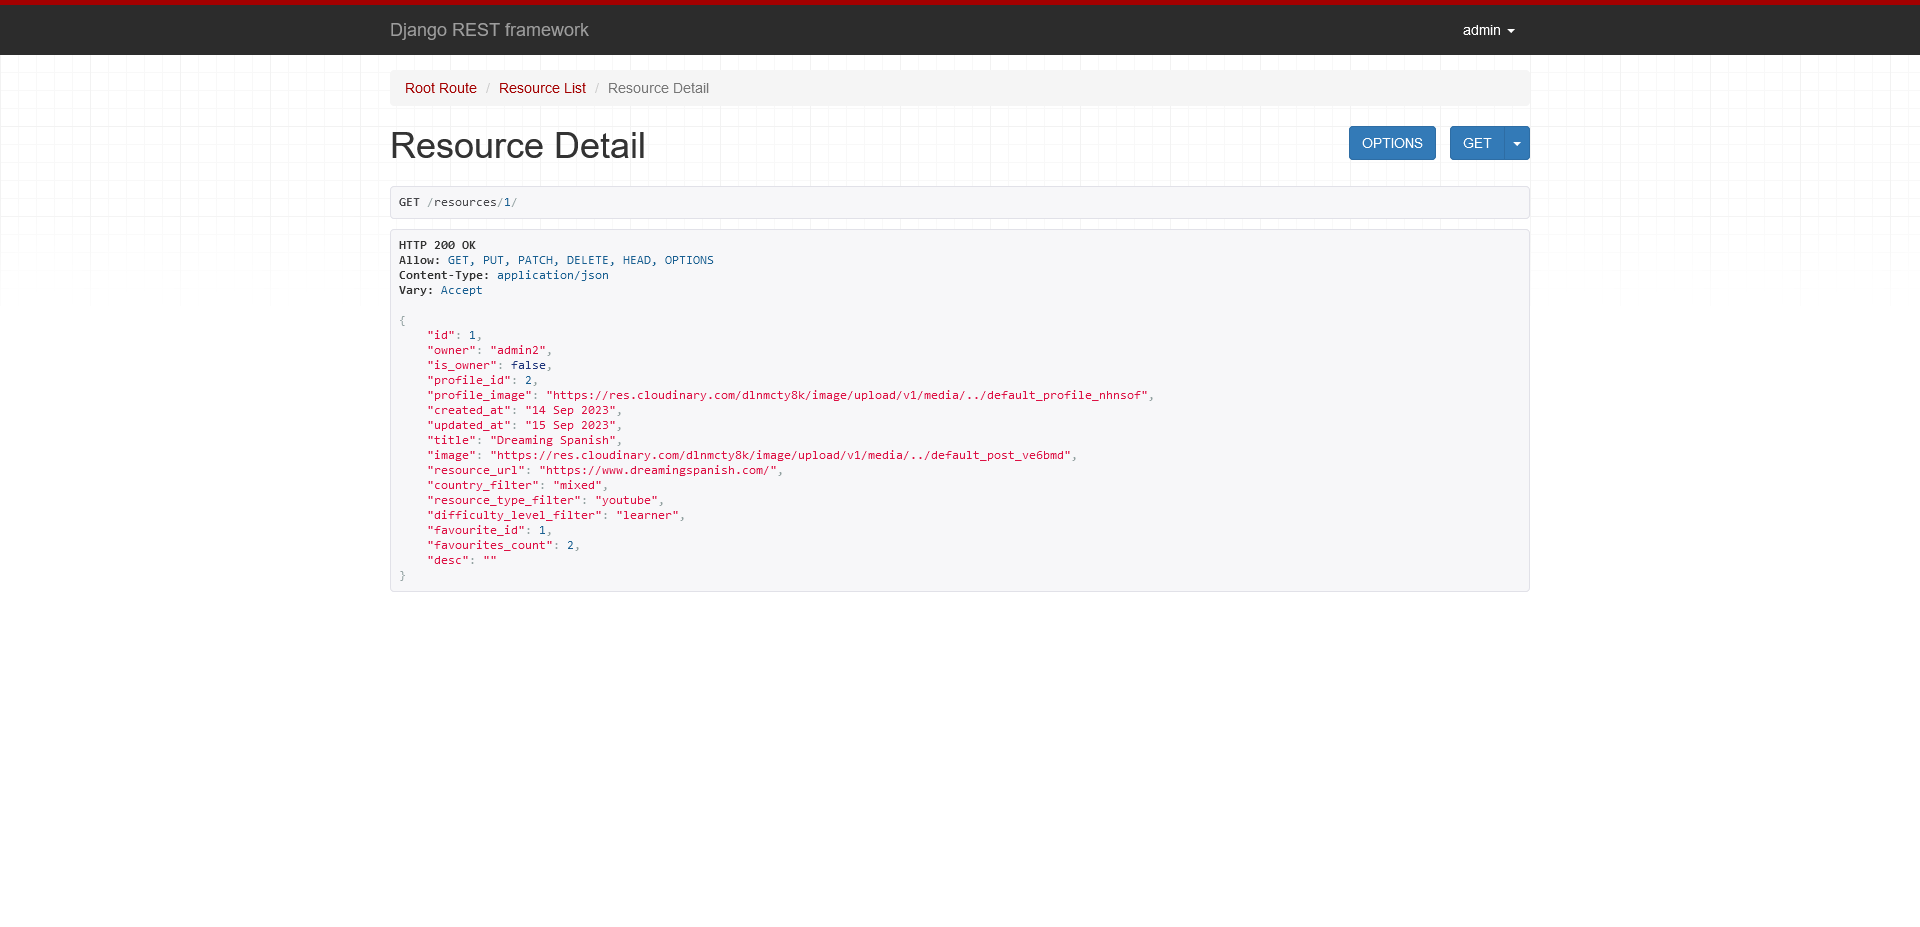 Django REST framework
admin
Root Route / Resource List / Resource Detail
Resource Detail
OPTIONS
GET
GET /resources/1/
HTTP 200 OK
Allow: GET, PUT, PATCH, DELETE, HEAD, OPTIONS
Content-Type: application/json
Vary: Accept
{
    "id": 1,
    "owner": "admin2",
    "is_owner": false,
    "profile_id": 2,
    "profile_image": "https://res.cloudinary.com/dlnmcty8k/image/upload/v1/media/../default_profile_nhnsof",
    "created_at": "14 Sep 2023",
    "updated_at": "15 Sep 2023",
    "title": "Dreaming Spanish",
    "image": "https://res.cloudinary.com/dlnmcty8k/image/upload/v1/media/../default_post_ve6bmd",
    "resource_url": "https://www.dreamingspanish.com/",
    "country_filter": "mixed",
    "resource_type_filter": "youtube",
    "difficulty_level_filter": "learner",
    "favourite_id": 1,
    "favourites_count": 2,
    "desc": ""
}